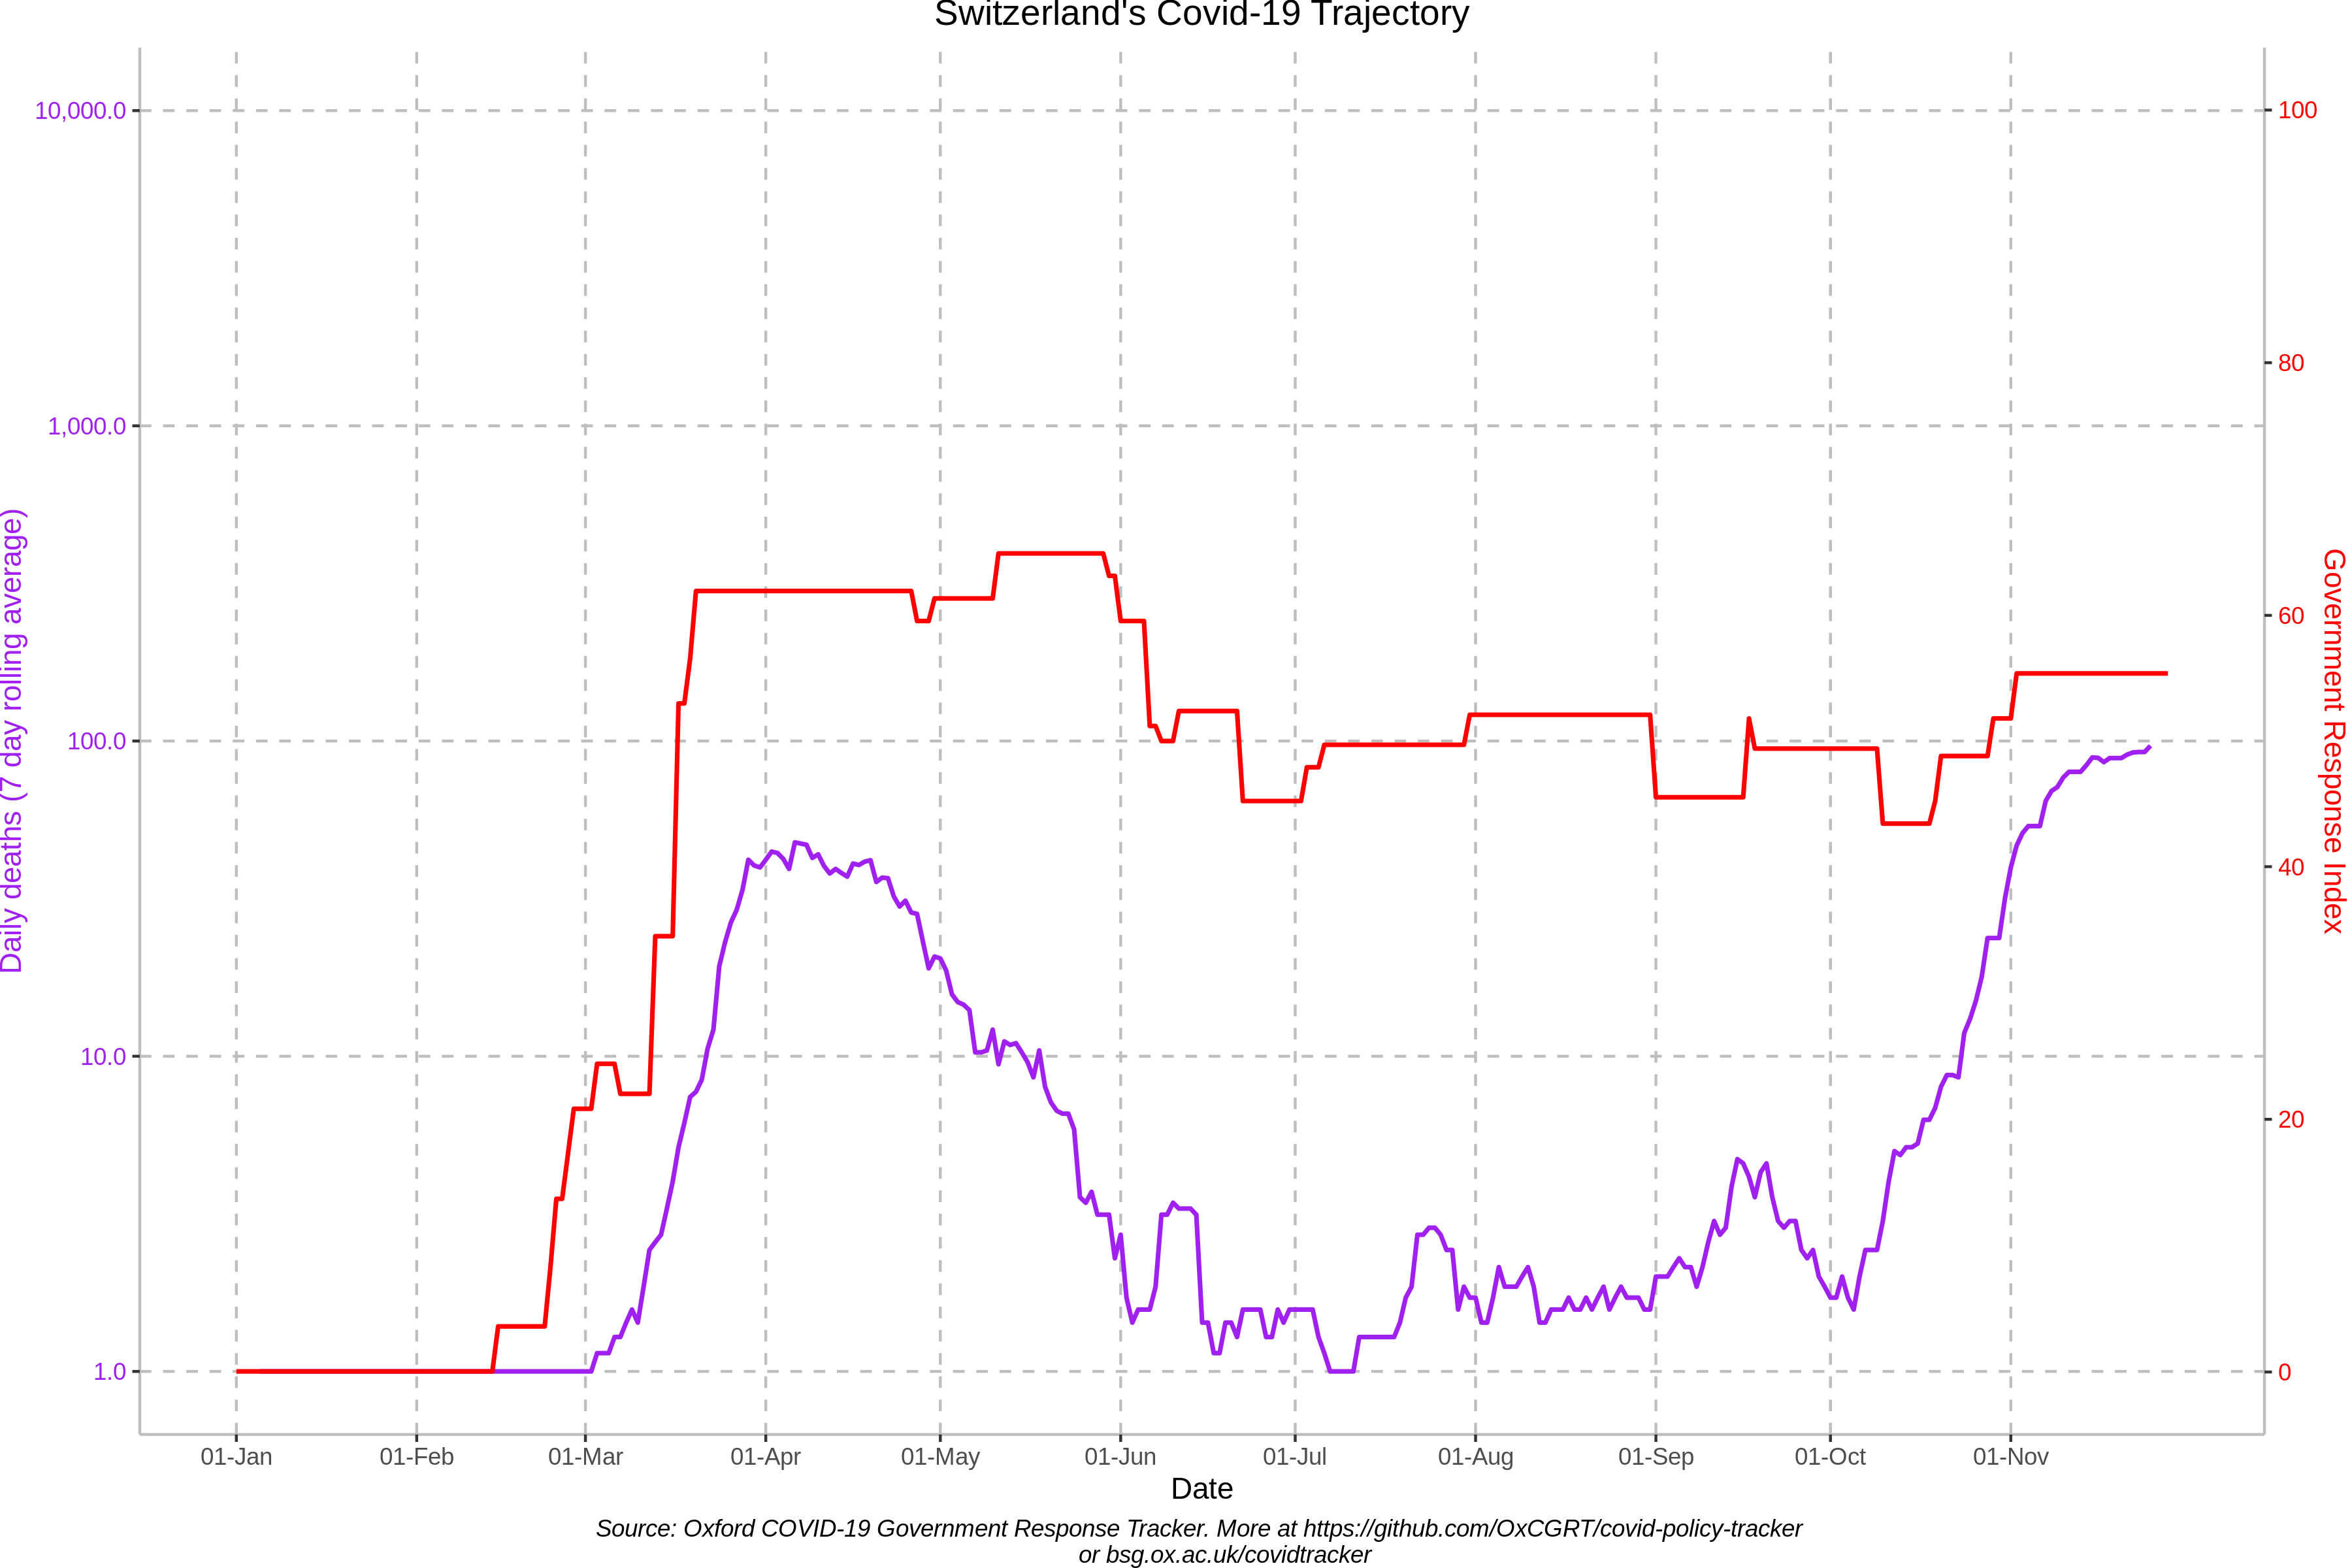 Switzerland's Covid-19 Trajectory
10,000.0
1,000.0
100.0
10.0
1.0
Daily deaths (7 day rolling average)
100
80
60
40
20
0
Government Response Index
01-Jan
01-Feb
01-Mar
01-Apr
01-May
01-Jun
01-Jul
01-Aug
01-Sep
01-Oct
01-Nov
Date
Source: Oxford COVID-19 Government Response Tracker. More at https://github.com/OxCGRT/covid-policy-tracker
or bsg.ox.ac.uk/covidtracker